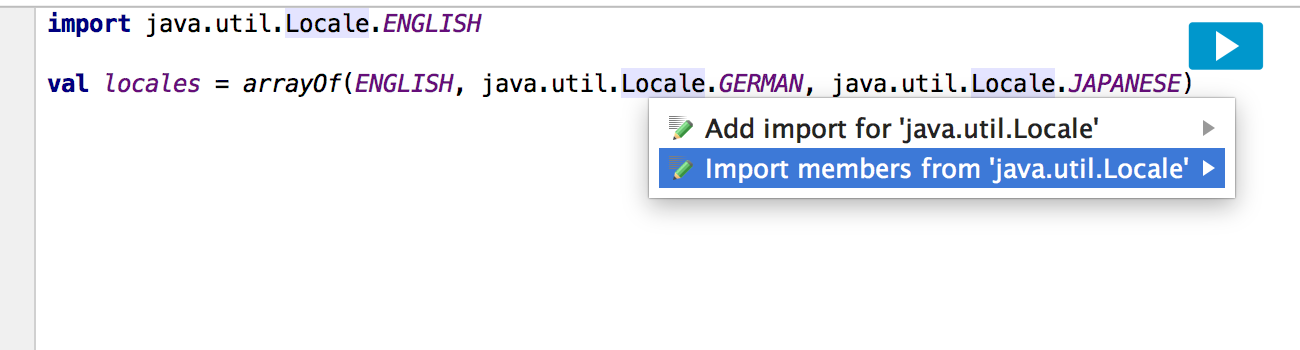 import java.util.Locale.ENGLISH
val locales = arrayOf(ENGLISH, java.util.Locale.GERMAN, java.util.Locale.JAPANESE)
Add import for 'java.util.Locale'
Import members from 'java.util.Locale'